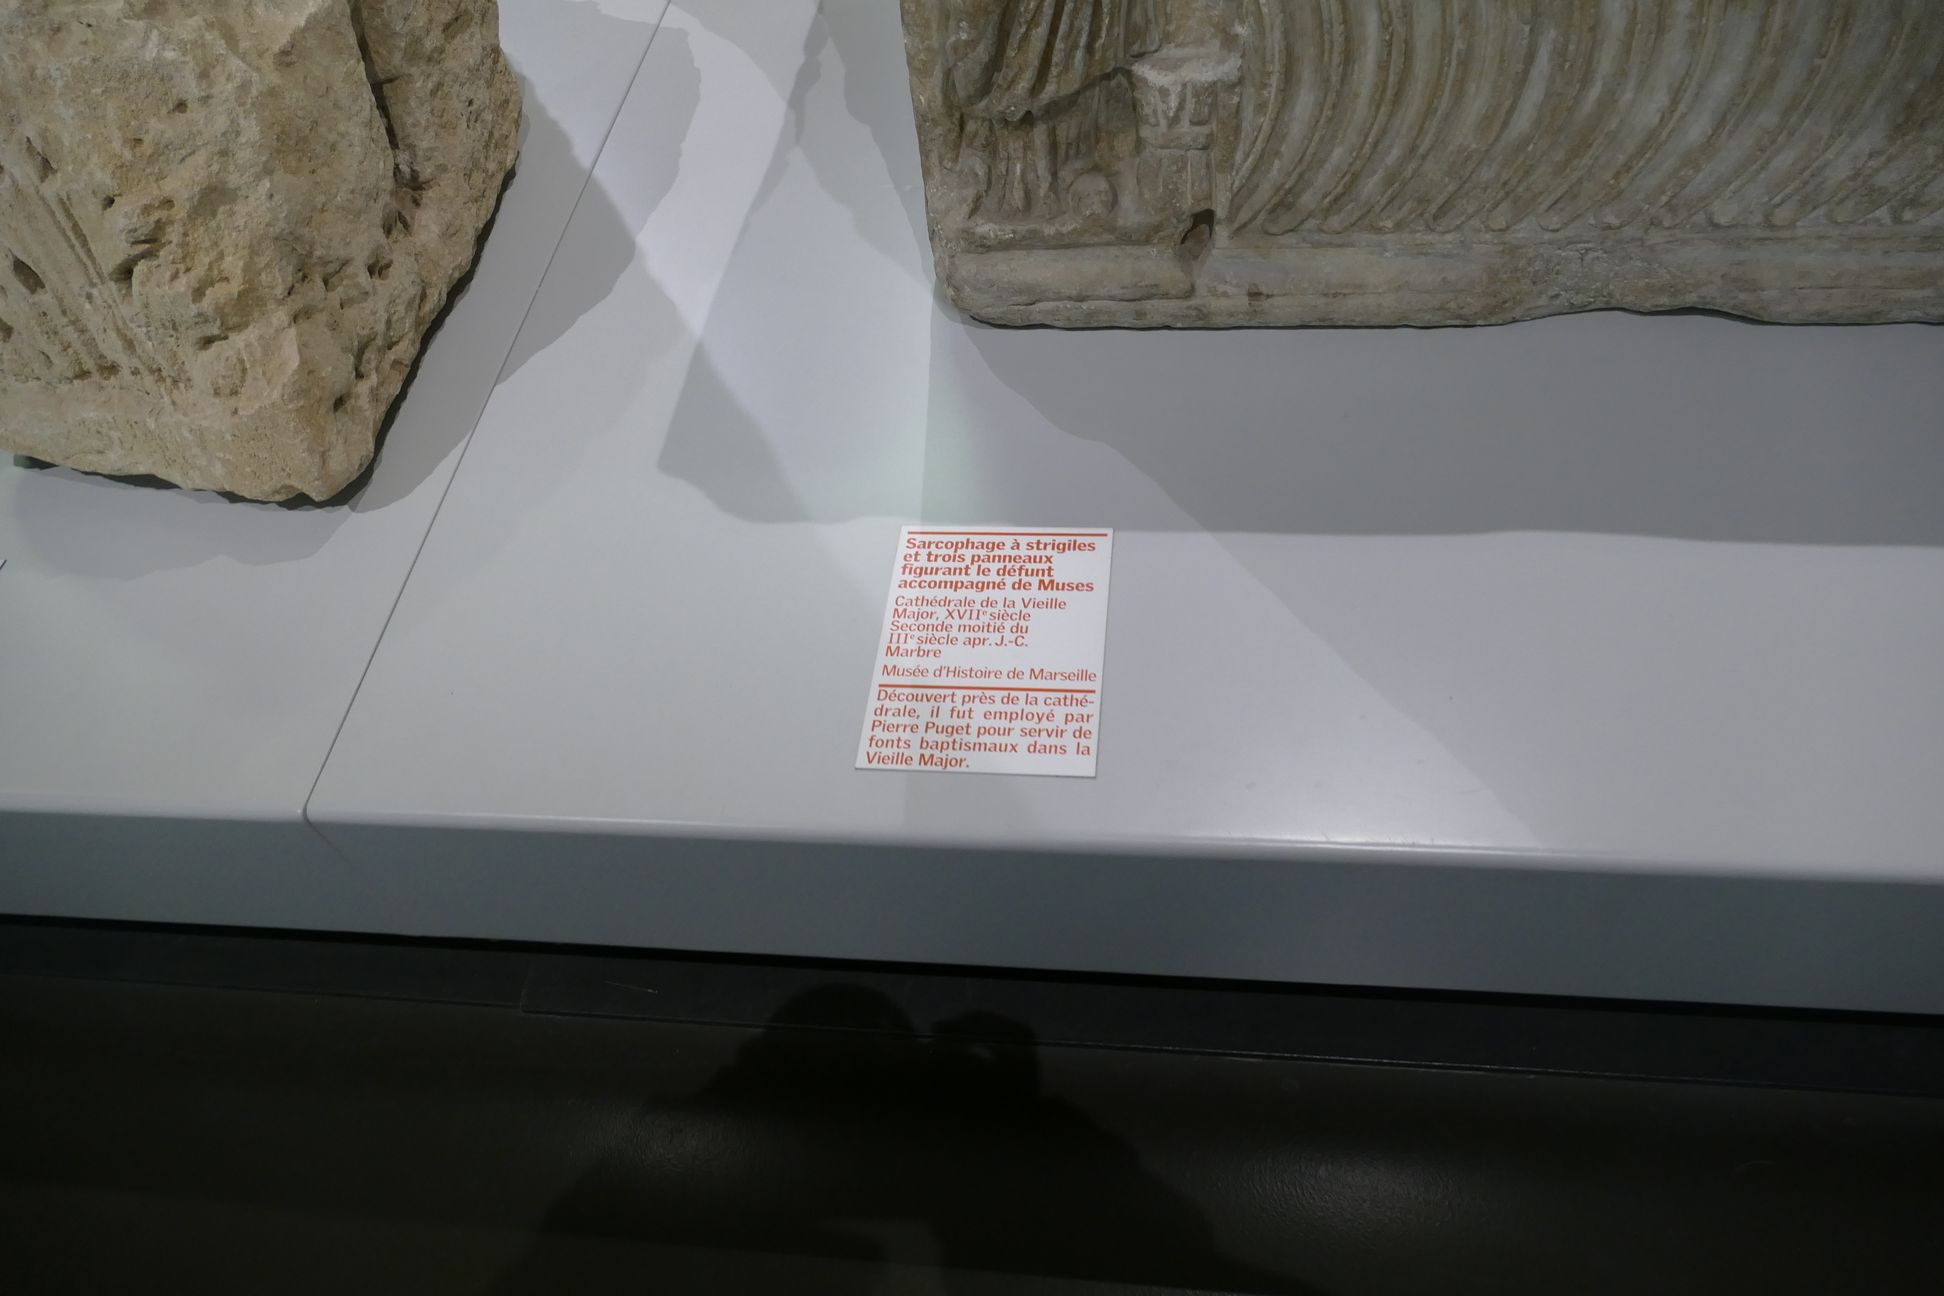 Sarcophage à strigiles
et trois panneaux
figurant le défunt
accompagné de Muses
Cathédrale de la Vieille
Major, XVIIe siècle
Seconde moitié du
IIIe siècle apr. J.-C.
Marbre
Musée d'Histoire de Marseille
Découvert près de la cathé-
drale, il fut employé par
Pierre Puget pour servir de
fonts baptismaux dans la
Vieille Major.